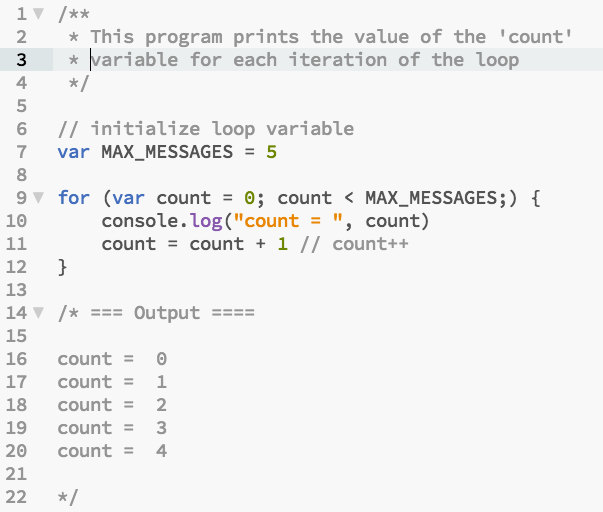 1 /**
2  * This program prints the value of the 'count'
3  * variable for each iteration of the loop
4  */
5
6 // initialize loop variable
7 var MAX_MESSAGES = 5
8
9 for (var count = 0; count < MAX_MESSAGES;) {
10     console.log("count = ", count)
11     count = count + 1 // count++
12 }
13
14 /* === Output ====
15
16 count =  0
17 count =  1
18 count =  2
19 count =  3
20 count =  4
21
22 */